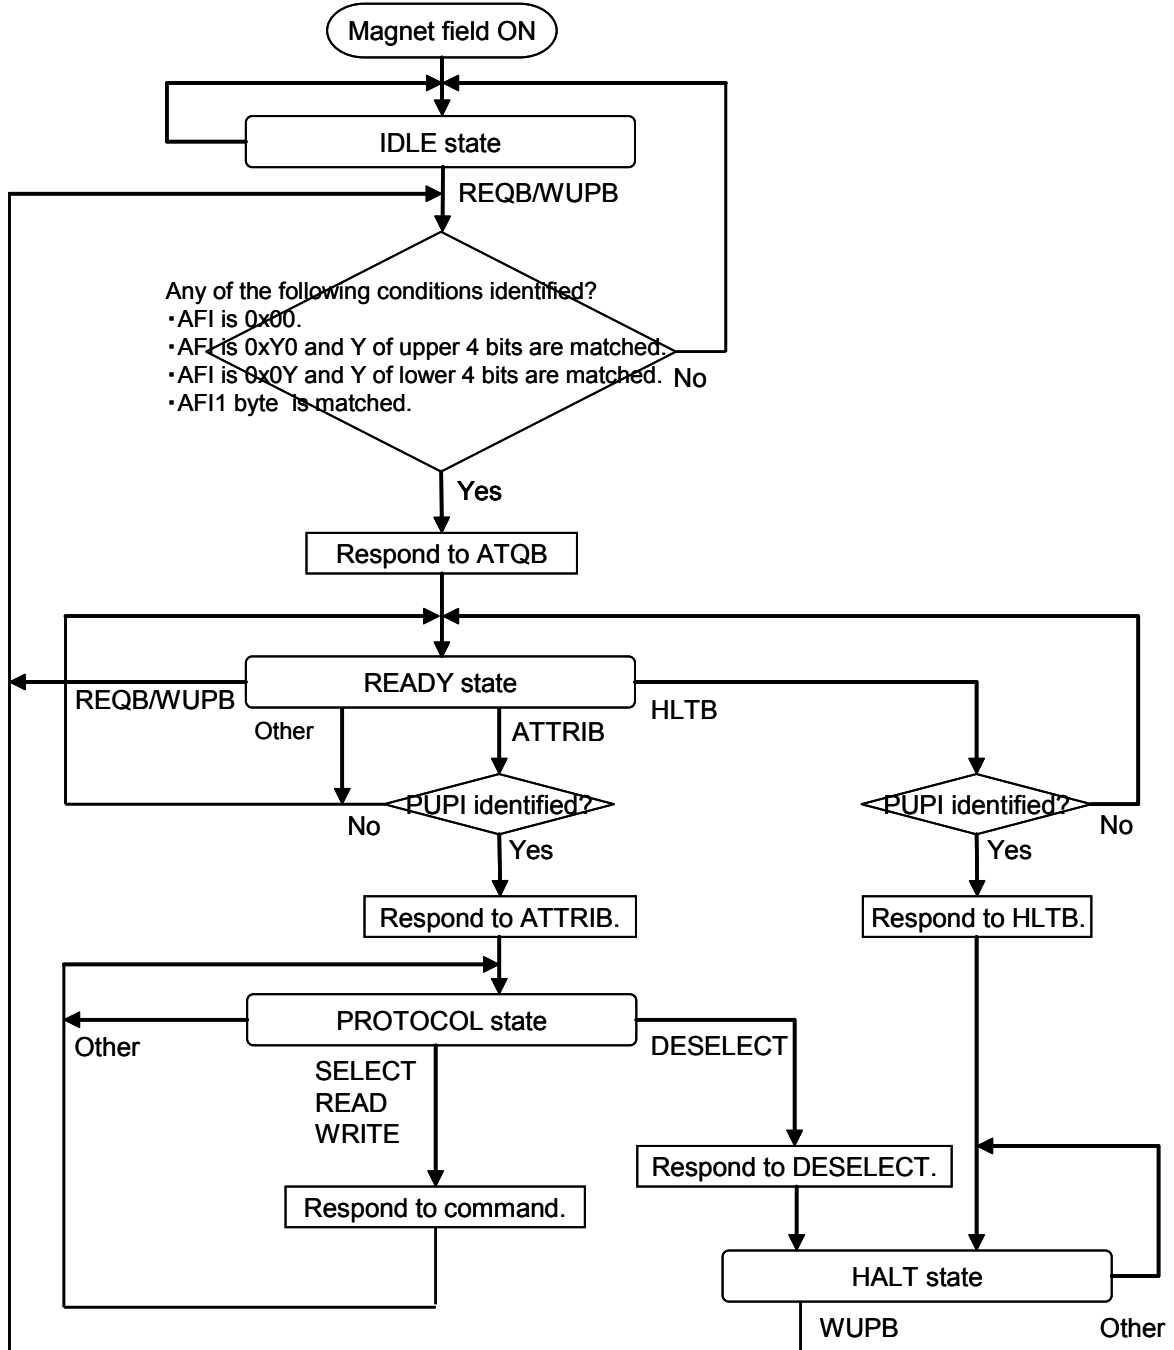 Magnet field ON
IDLE state
REQB/WUPB
Any of the following conditions identified?
・AFI is 0x00.
・AFI is 0xY0 and Y of upper 4 bits are matched.
・AFI is 0x0Y and Y of lower 4 bits are matched.
No
・AFI1 byte is matched.
Yes
Respond to ATQB
READY state
REQB/WUPB
HLTB
Other
ATTRIB
PUPI identified?
PUPI identified?
No
No
Yes
Yes
Respond to ATTRIB.
Respond to HLTB.
PROTOCOL state
Other
DESELECT
SELECT
READ
WRITE
Respond to DESELECT.
Respond to command.
HALT state
WUPB
Other